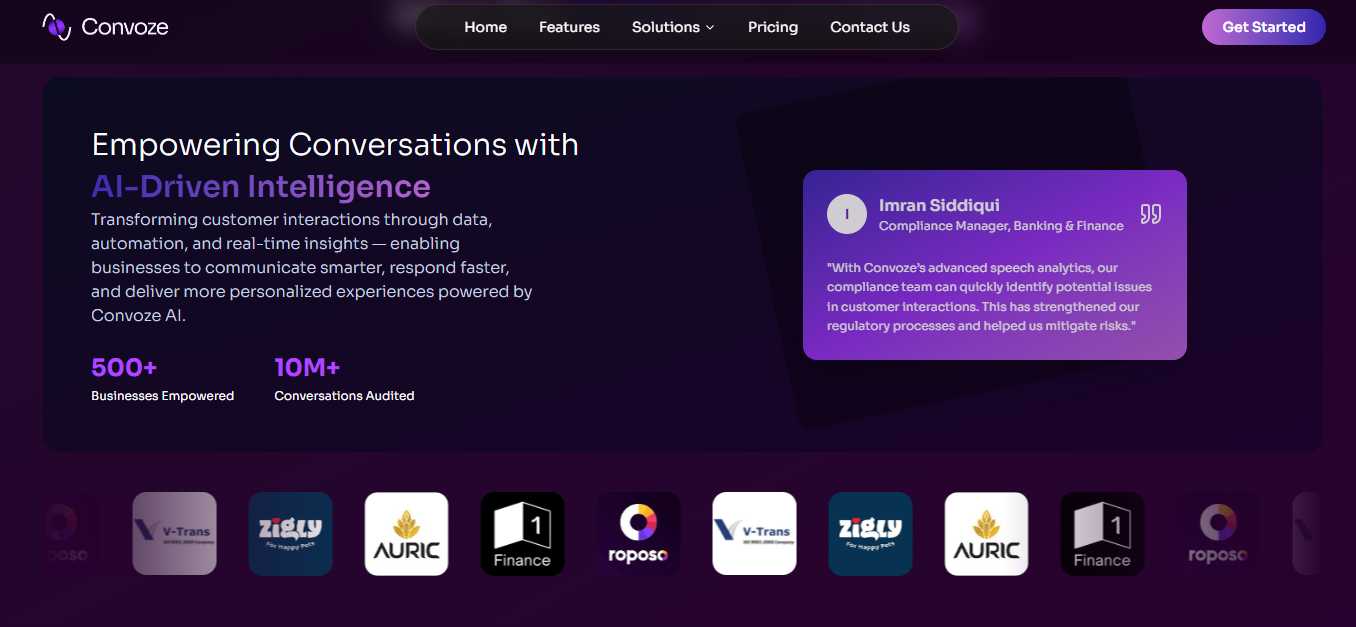 Convoze
Home Features Solutions Pricing Contact Us
Get Started
Empowering Conversations with
AI-Driven Intelligence
Transforming customer interactions through data,
automation, and real-time insights — enabling
businesses to communicate smarter, respond faster,
and deliver more personalized experiences powered by
Convoze AI.
500+
Businesses Empowered
10M+
Conversations Audited
I
Imran Siddiqui
Compliance Manager, Banking & Finance
"With Convoze’s advanced speech analytics, our
compliance team can quickly identify potential issues
in customer interactions. This has strengthened our
regulatory processes and helped us mitigate risks."
poso
V-Trans
zigly
For Happy Pets
AURIC
1
Finance
roposo
V-Trans
zigly
For Happy Pets
AURIC
1
Finance
roposo